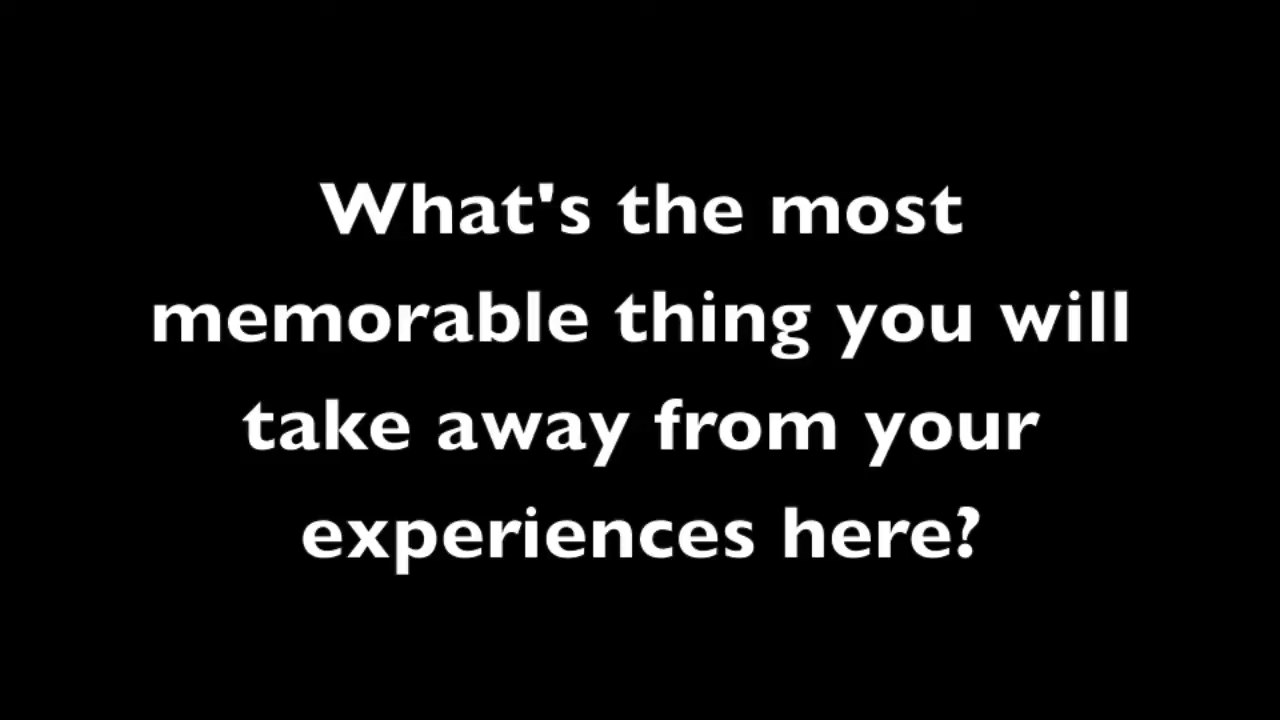 What's the most
memorable thing you will
take away from your
experiences here?